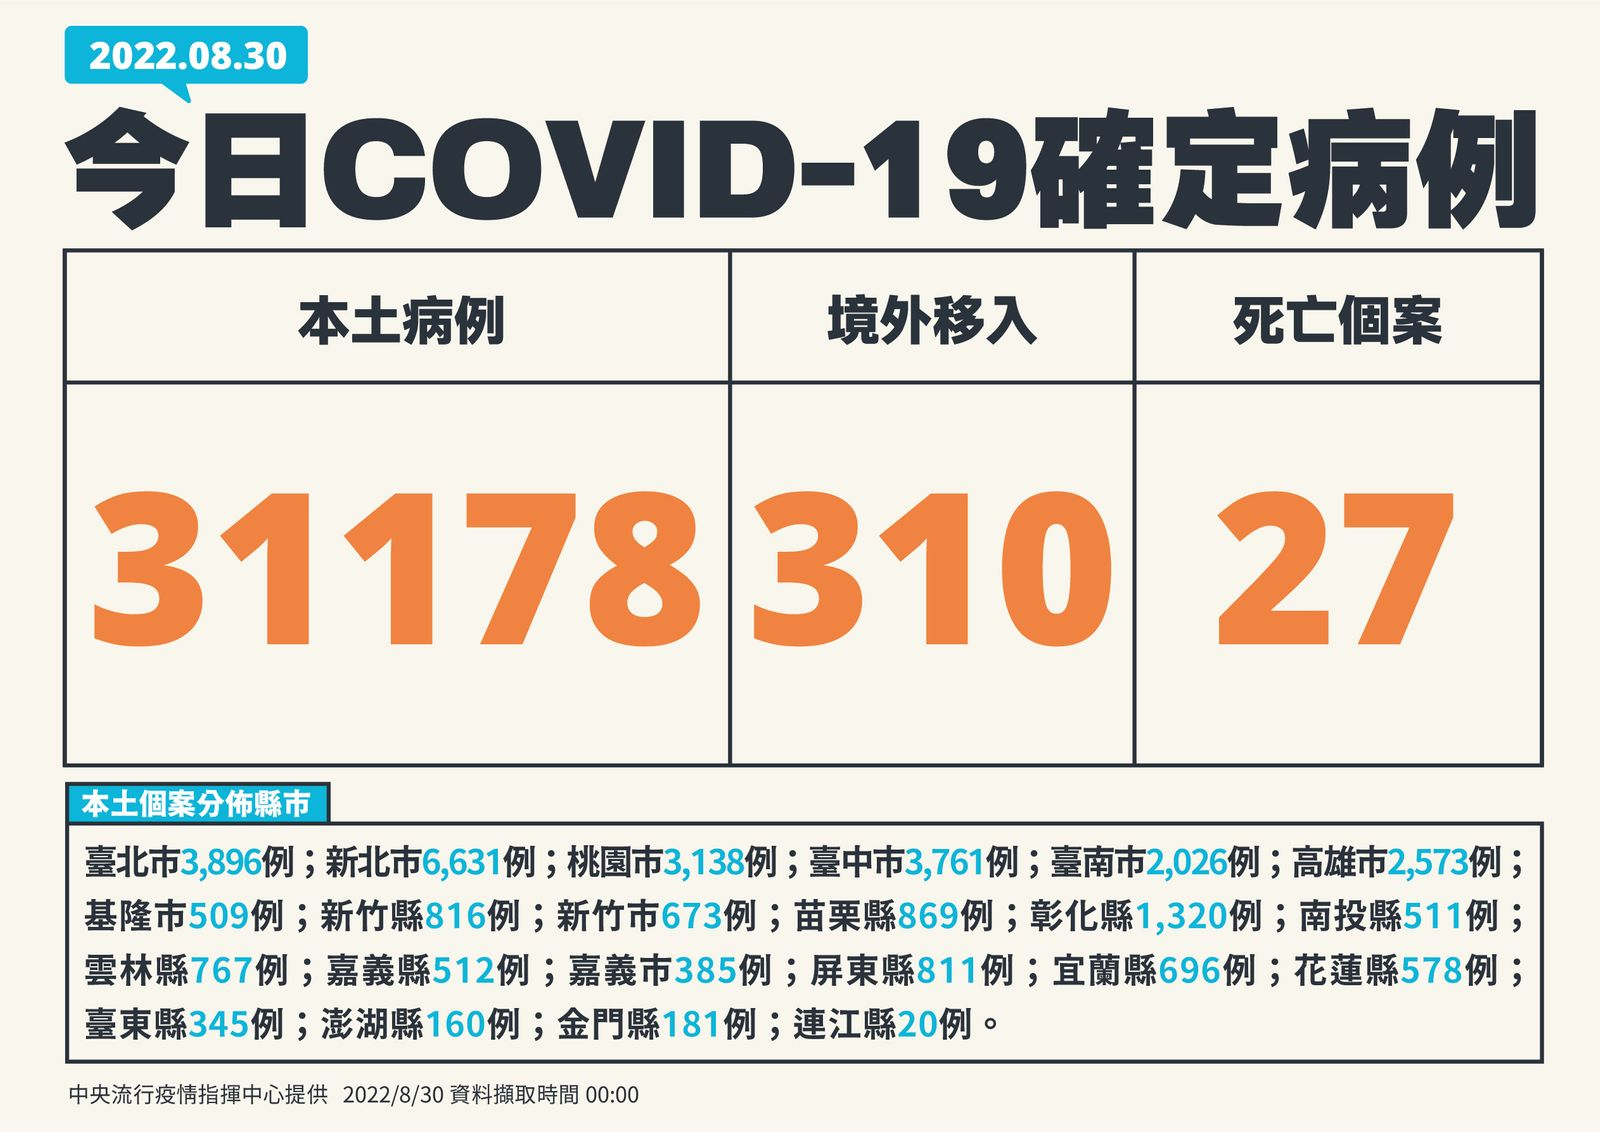 2022.08.30
今日COVID-19確定病例
本土病例 境外移入 死亡個案
31178 310 27
本土個案分佈縣市
臺北市3,896例；新北市6,631例；桃園市3,138例；臺中市3,761例；臺南市2,026例；高雄市2,573例；
基隆市509例；新竹縣816例；新竹市673例；苗栗縣869例；彰化縣1,320例；南投縣511例；
雲林縣767例；嘉義縣512例；嘉義市385例；屏東縣811例；宜蘭縣696例；花蓮縣578例；
臺東縣345例；澎湖縣160例；金門縣181例；連江縣20例。
中央流行疫情指揮中心提供 2022/8/30 資料擷取時間 00:00